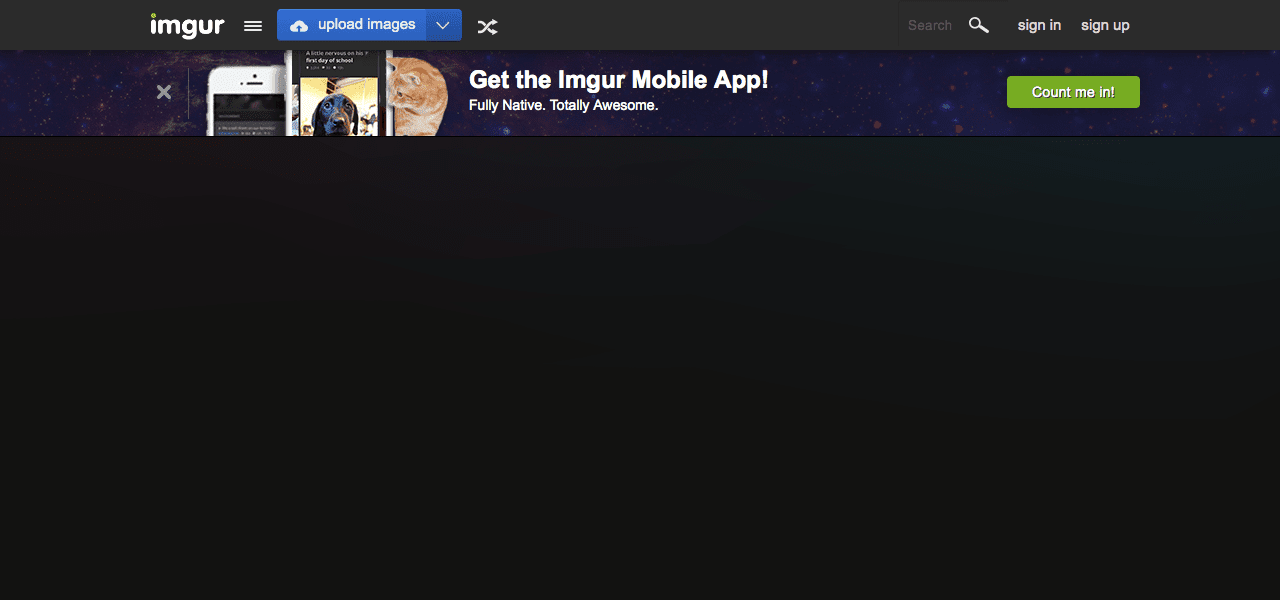 imgur
upload images
Search
sign in
sign up
A little nervous on his
first day of school
Get the Imgur Mobile App!
Fully Native. Totally Awesome.
Count me in!